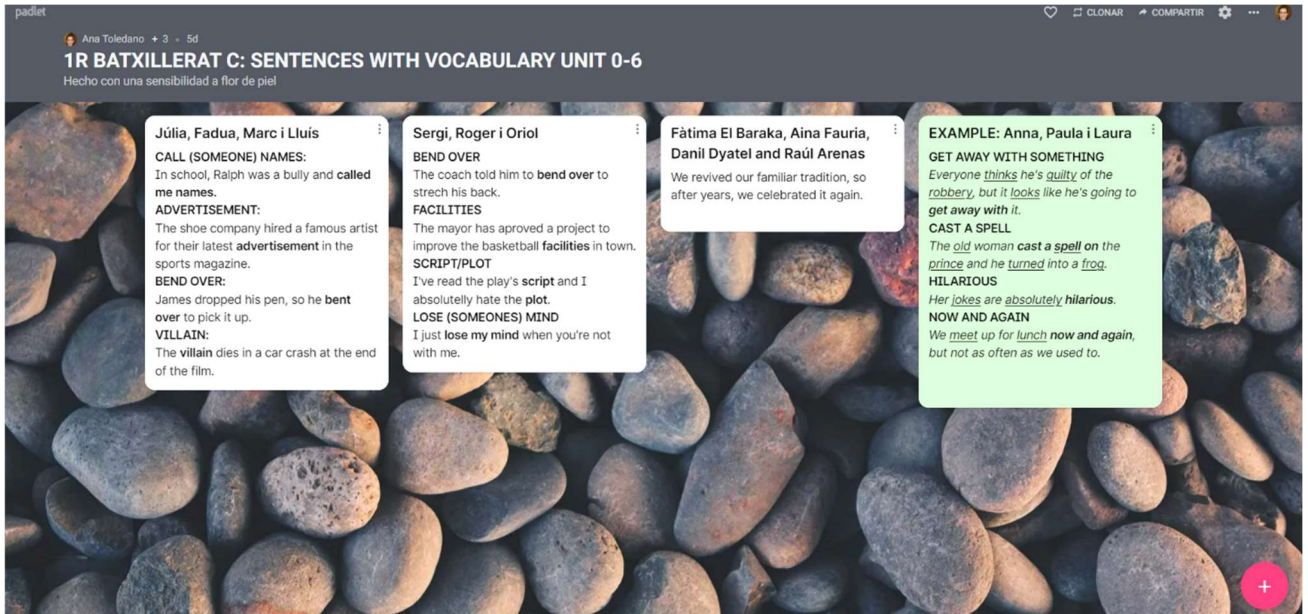 padlet
CLONAR
COMPARTIR
Ana Toledano + 3 • 5d
1R BATXILLERAT C: SENTENCES WITH VOCABULARY UNIT 0-6
Hecho con una sensibilidad a flor de piel
Júlia, Fadua, Marc i Lluís
CALL (SOMEONE) NAMES:
In school, Ralph was a bully and called
me names.
ADVERTISEMENT:
The shoe company hired a famous artist
for their latest advertisement in the
sports magazine.
BEND OVER:
James dropped his pen, so he bent
over to pick it up.
VILLAIN:
The villain dies in a car crash at the end
of the film.
Sergi, Roger i Oriol
BEND OVER
The coach told him to bend over to
strech his back.
FACILITIES
The mayor has aproved a project to
improve the basketball facilities in town.
SCRIPT/PLOT
I've read the play's script and I
absolutelly hate the plot.
LOSE (SOMEONES) MIND
I just lose my mind when you're not
with me.
Fàtima El Baraka, Aina Fauria,
Danil Dyatel and Raúl Arenas
We revived our familiar tradition, so
after years, we celebrated it again.
EXAMPLE: Anna, Paula i Laura
GET AWAY WITH SOMETHING
Everyone thinks he's guilty of the
robbery, but it looks like he's going to
get away with it.
CAST A SPELL
The old woman cast a spell on the
prince and he turned into a frog.
HILARIOUS
Her jokes are absolutely hilarious.
NOW AND AGAIN
We meet up for lunch now and again,
but not as often as we used to.